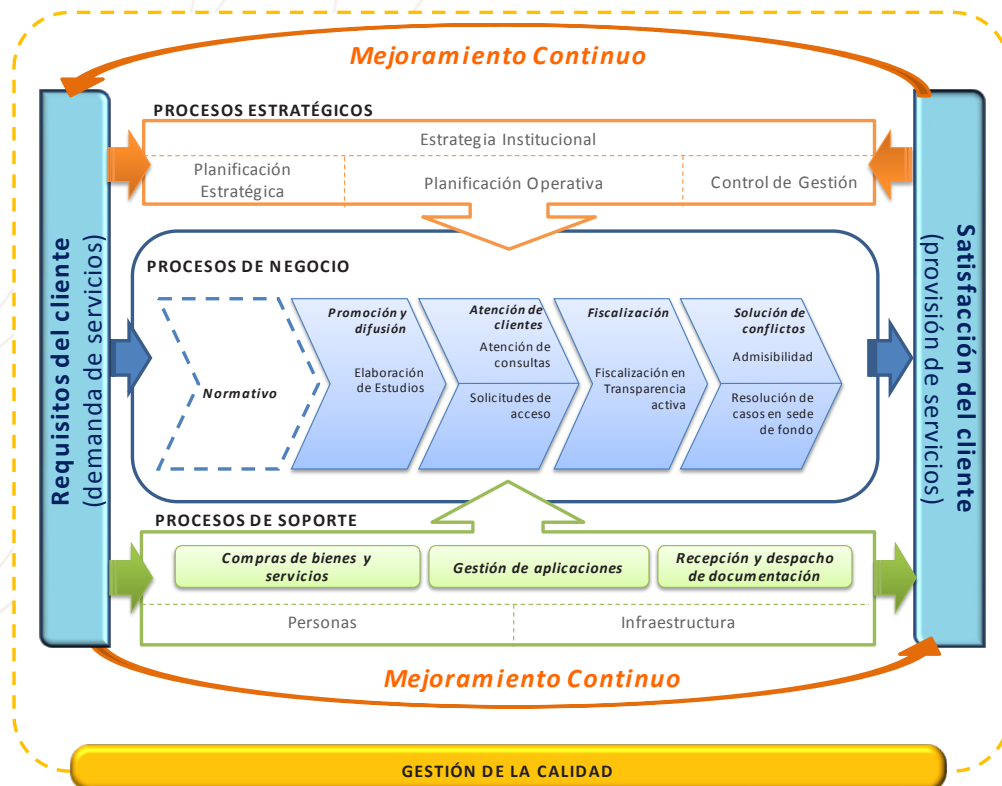 Mejoramiento Continuo
Requisitos del cliente
(demanda de servicios)
PROCESOS ESTRATÉGICOS
Estrategia Institucional
Planificación
Estratégica
Planificación Operativa
Control de Gestión
PROCESOS DE NEGOCIO
Normativo
Promoción y
difusión
Elaboración
de Estudios
Atención de
clientes
Atención de
consultas
Solicitudes de
acceso
Fiscalización
Fiscalización en
Transparencia
activa
Solución de
conflictos
Admisibilidad
Resolución de
casos en sede
de fondo
PROCESOS DE SOPORTE
Compras de bienes y
servicios
Gestión de aplicaciones
Recepción y despacho
de documentación
Personas
Infraestructura
Satisfacción del cliente
(provisión de servicios)
Mejoramiento Continuo
GESTIÓN DE LA CALIDAD